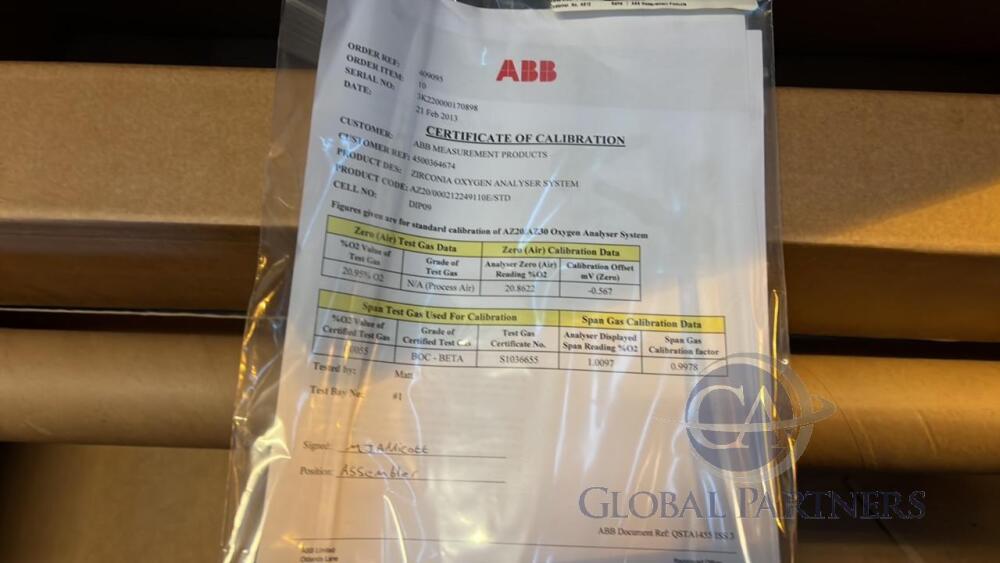 ABB
ORDER REF: 409095
ORDER ITEM: 10
SERIAL NO: 3K220000170898
DATE: 21 Feb 2013
CERTIFICATE OF CALIBRATION
CUSTOMER: ABB MEASUREMENT PRODUCTS
CUSTOMER REF: 4500364674
PRODUCT DES: ZIRCONIA OXYGEN ANALYSER SYSTEM
PRODUCT CODE: AZ20/000212249110E/STD
CELL NO: DIP09
Figures given are for standard calibration of AZ20/AZ30 Oxygen Analyser System
Zero (Air) Test Gas Data Zero (Air) Calibration Data
%O2 Value of Test Gas Grade of Test Gas Analyser Zero (Air) Reading %O2 Calibration Offset mV (Zero)
20.95% O2 N/A (Process Air) 20.8622 -0.567
Span Test Gas Used For Calibration Span Gas Calibration Data
%O2 Value of Certified Test Gas Grade of Certified Test Gas Test Gas Certificate No. Analyser Displayed Span Reading %O2 Span Gas Calibration factor
BOC - BETA S1036655 1.0097 0.9978
Tested by: Matt
Test Bay No: #1
Signed: MJAddicott
Position: Assembler
CA
GLOBAL PARTNERS
ABB Document Ref: QSTA1455 ISS.3
ABB Limited
Oldends Lane